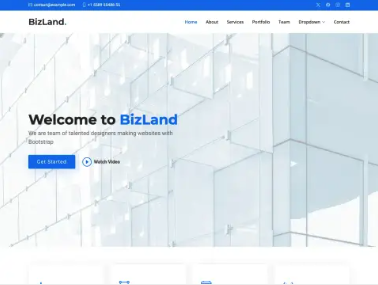 contact@example.com +1 5589 55488 55
BizLand.
Home About Services Portfolio Team Dropdown Contact
Welcome to BizLand
We are team of talented designers making websites with
Bootstrap
Get Started Watch Video